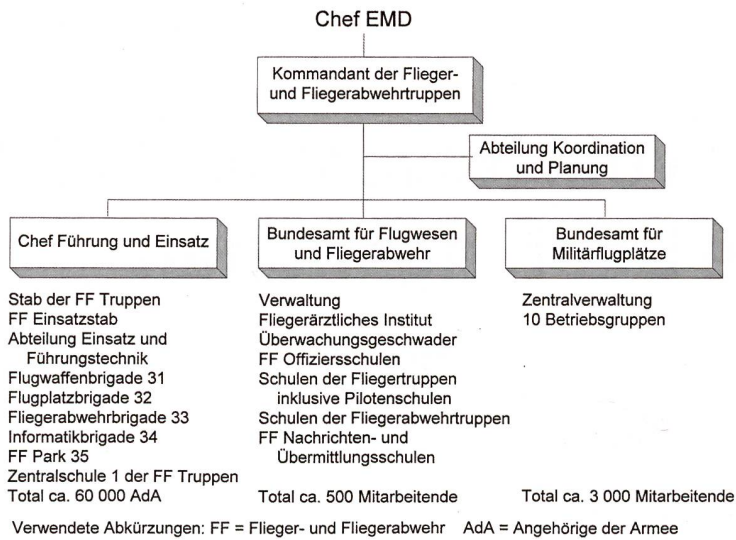 Chef EMD
Kommandant der Flieger-
und Fliegerabwehrtruppen
Abteilung Koordination
und Planung
Chef Führung und Einsatz
Bundesamt für Flugwesen
und Fliegerabwehr
Bundesamt für
Militärflugplätze
Stab der FF Truppen
FF Einsatzstab
Abteilung Einsatz und
Führungstechnik
Flugwaffenbrigade 31
Flugplatzbrigade 32
Fliegerabwehrbrigade 33
Informatikbrigade 34
FF Park 35
Zentralschule 1 der FF Truppen
Total ca. 60 000 AdA
Verwaltung
Fliegerärztliches Institut
Überwachungsgeschwader
FF Offiziersschulen
Schulen der Fliegertruppen
inklusive Pilotenschulen
Schulen der Fliegerabwehrtruppen
FF Nachrichten- und
Übermittlungsschulen
Total ca. 500 Mitarbeitende
Zentralverwaltung
10 Betriebsgruppen
Total ca. 3 000 Mitarbeitende
Verwendete Abkürzungen: FF = Flieger- und Fliegerabwehr AdA = Angehörige der Armee